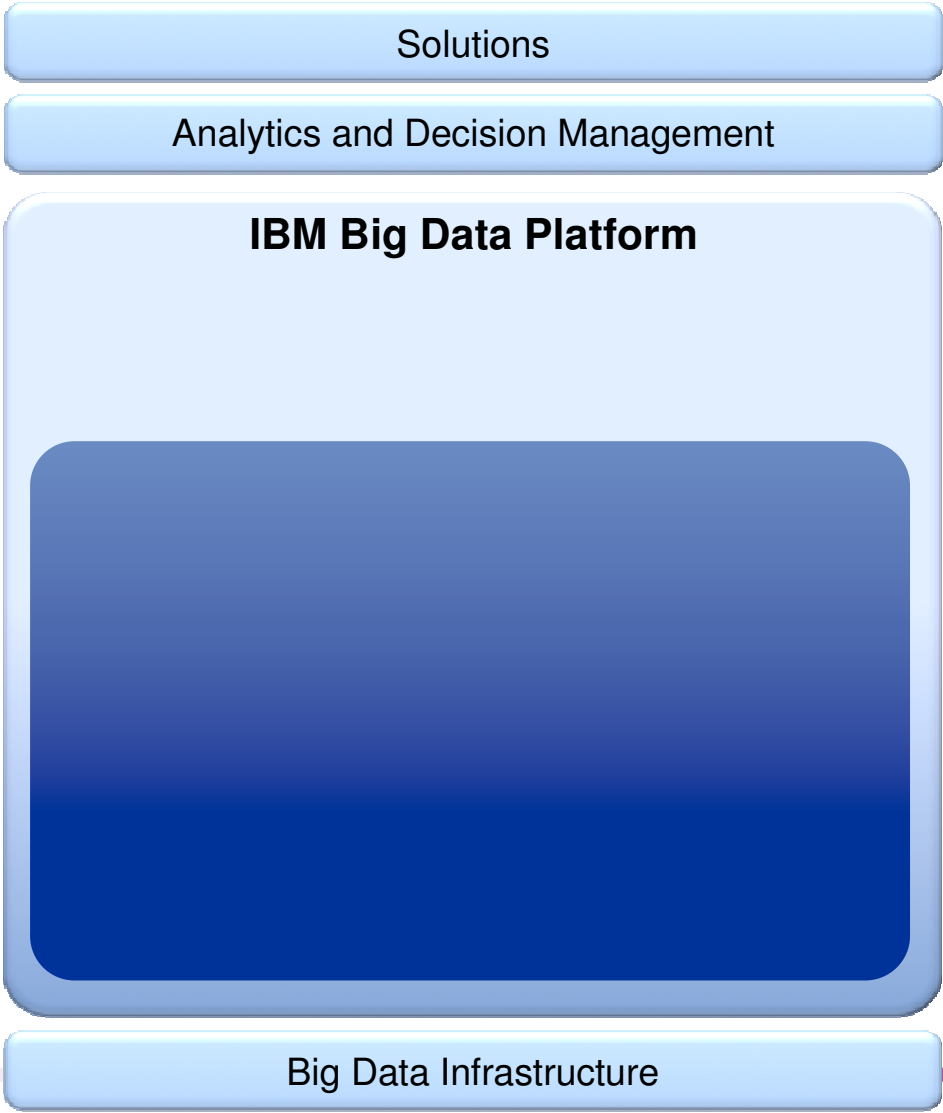 Solutions
Analytics and Decision Management
IBM Big Data Platform
Big Data Infrastructure